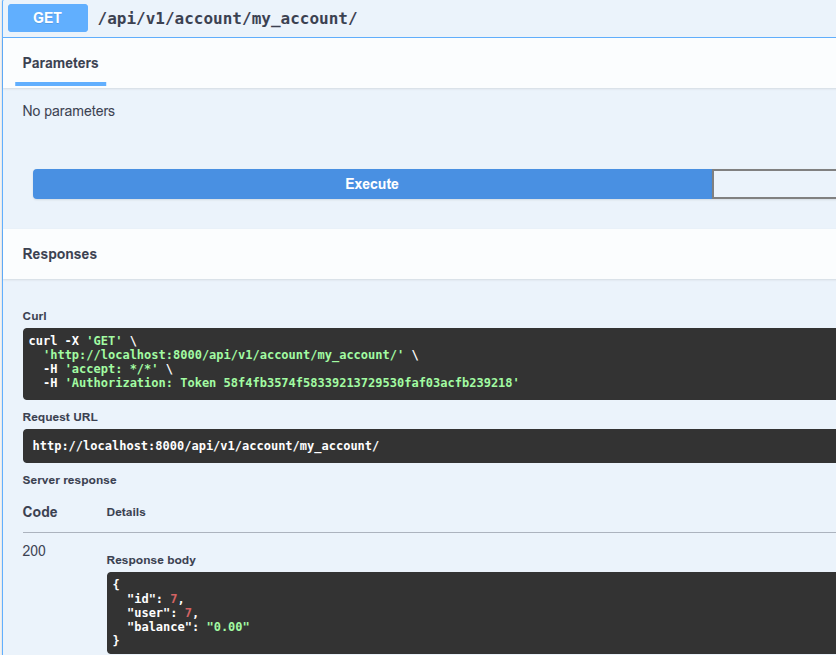 GET /api/v1/account/my_account/
Parameters
No parameters
Execute
Responses
Curl
curl -X 'GET' \
  'http://localhost:8000/api/v1/account/my_account/' \
  -H 'accept: */*' \
  -H 'Authorization: Token 58f4fb3574f58339213729530faf03acfb239218'
Request URL
http://localhost:8000/api/v1/account/my_account/
Server response
Code Details
200
Response body
{
  "id": 7,
  "user": 7,
  "balance": "0.00"
}